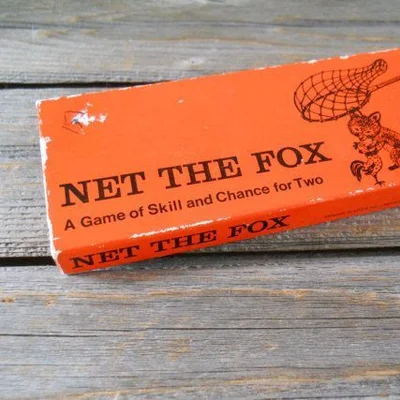 NET THE FOX
A Game of Skill and Chance for Two
NET THE FOX